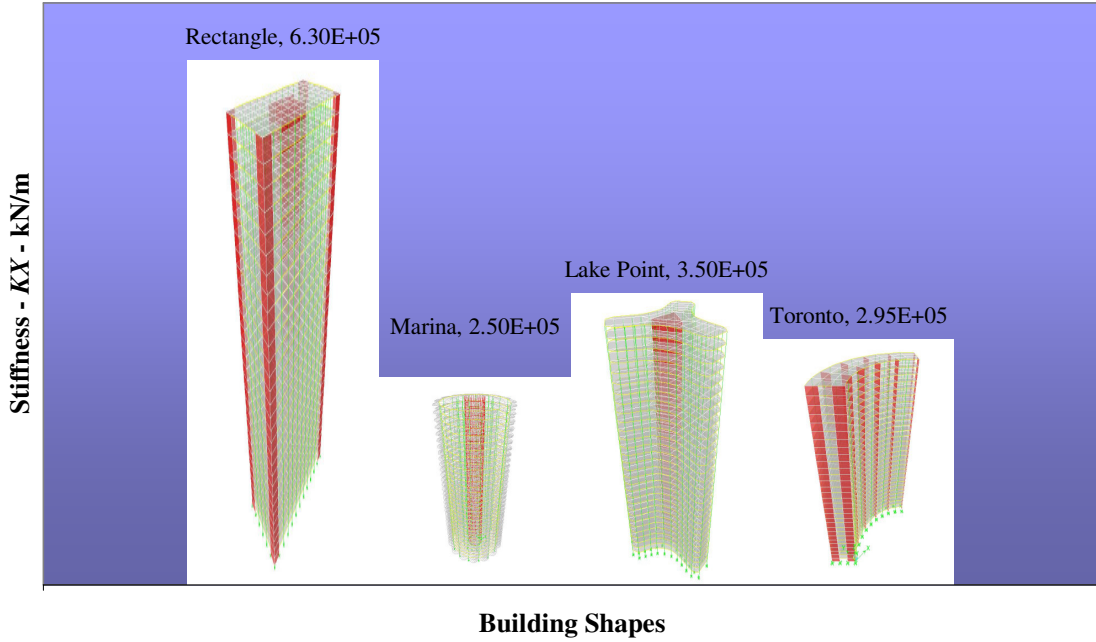 Rectangle, 6.30E+05
Lake Point, 3.50E+05
Marina, 2.50E+05
Toronto, 2.95E+05
Stiffness - KX - kN/m
Building Shapes